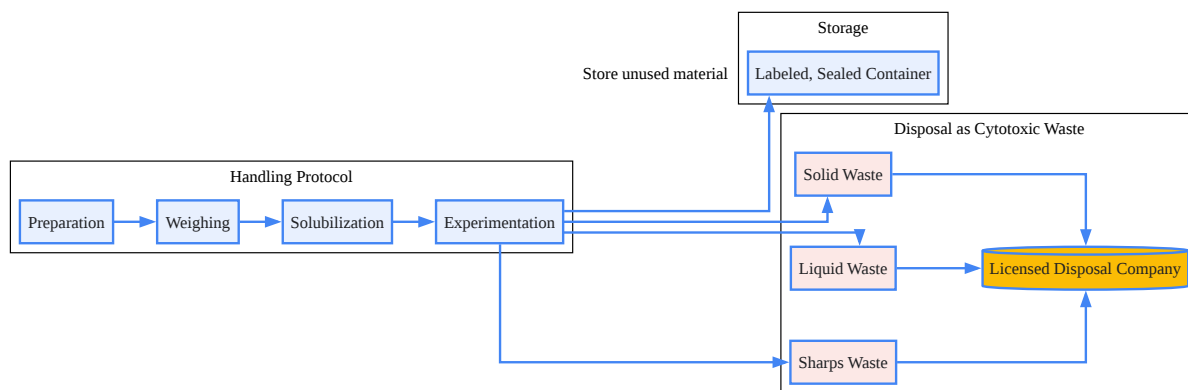 Storage
Store unused material
Labeled, Sealed Container
Disposal as Cytotoxic Waste
Handling Protocol
Preparation
Weighing
Solubilization
Experimentation
Solid Waste
Liquid Waste
Licensed Disposal Company
Sharps Waste